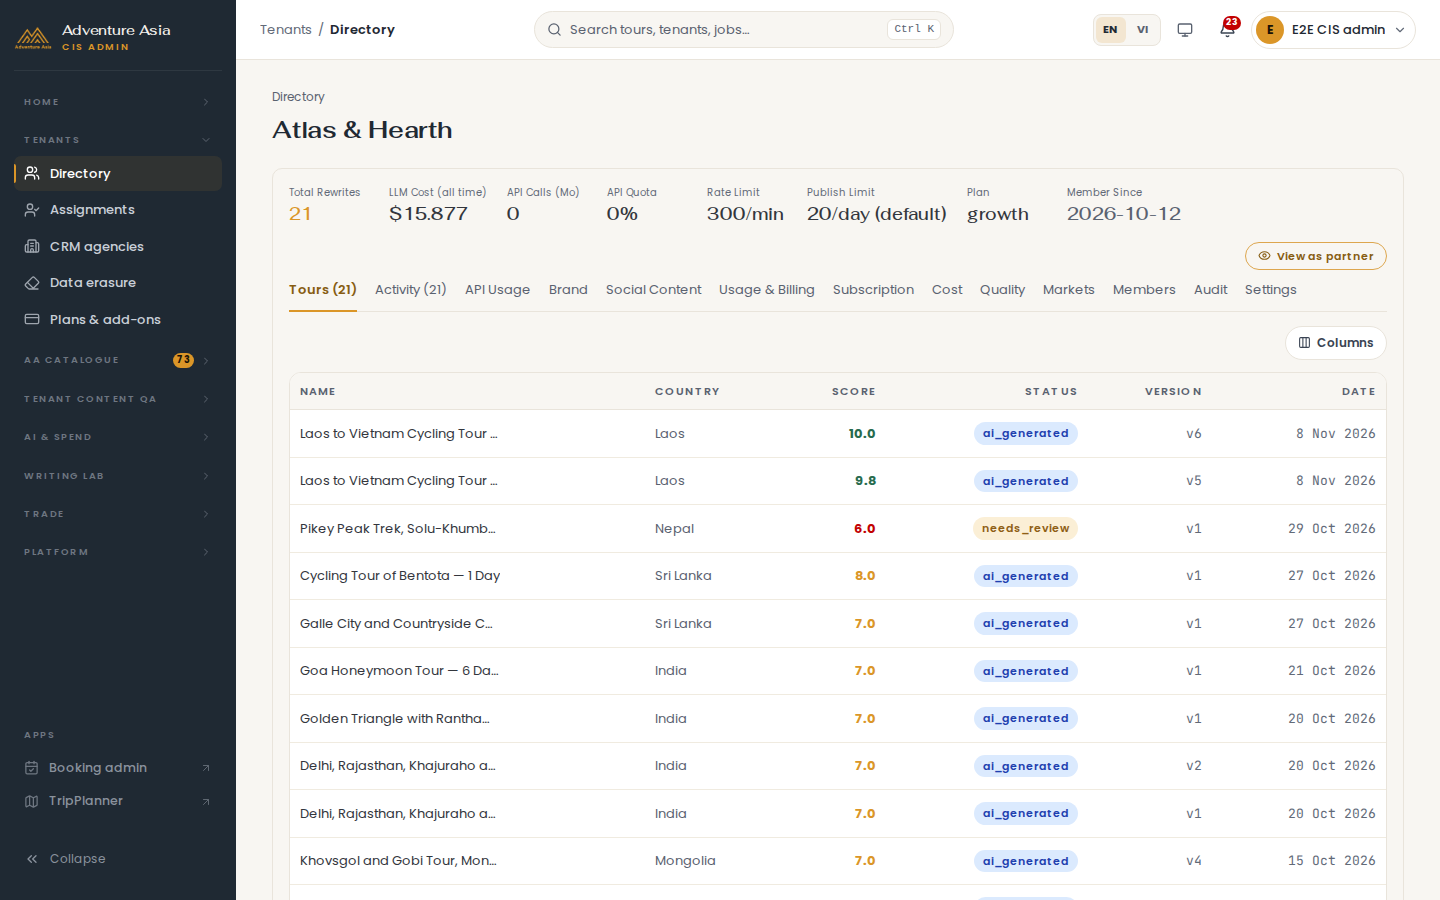 Adventure Asia
CIS ADMIN
Adventure Asia
Tenants / Directory
Search tours, tenants, jobs...
Ctrl K
EN
VI
23
E
E2E CIS admin
HOME
TENANTS
Directory
Assignments
CRM agencies
Data erasure
Plans & add-ons
AA CATALOGUE
73
TENANT CONTENT QA
AI & SPEND
WRITING LAB
TRADE
PLATFORM
APPS
Booking admin
TripPlanner
Collapse
Directory
Atlas & Hearth
Total Rewrites
21
LLM Cost (all time)
$15.877
API Calls (Mo)
0
API Quota
0%
Rate Limit
300/min
Publish Limit
20/day (default)
Plan
growth
Member Since
2026-10-12
View as partner
Tours (21) Activity (21) API Usage Brand Social Content Usage & Billing Subscription Cost Quality Markets Members Audit Settings
Columns
NAME COUNTRY SCORE STATUS VERSION DATE
Laos to Vietnam Cycling Tour ... Laos 10.0 ai_generated v6 8 Nov 2026
Laos to Vietnam Cycling Tour ... Laos 9.8 ai_generated v5 8 Nov 2026
Pikey Peak Trek, Solu-Khumb... Nepal 6.0 needs_review v1 29 Oct 2026
Cycling Tour of Bentota — 1 Day Sri Lanka 8.0 ai_generated v1 27 Oct 2026
Galle City and Countryside C... Sri Lanka 7.0 ai_generated v1 27 Oct 2026
Goa Honeymoon Tour — 6 Da... India 7.0 ai_generated v1 21 Oct 2026
Golden Triangle with Rantha... India 7.0 ai_generated v1 20 Oct 2026
Delhi, Rajasthan, Khajuraho a... India 7.0 ai_generated v2 20 Oct 2026
Delhi, Rajasthan, Khajuraho a... India 7.0 ai_generated v1 20 Oct 2026
Khovsgol and Gobi Tour, Mon... Mongolia 7.0 ai_generated v4 15 Oct 2026